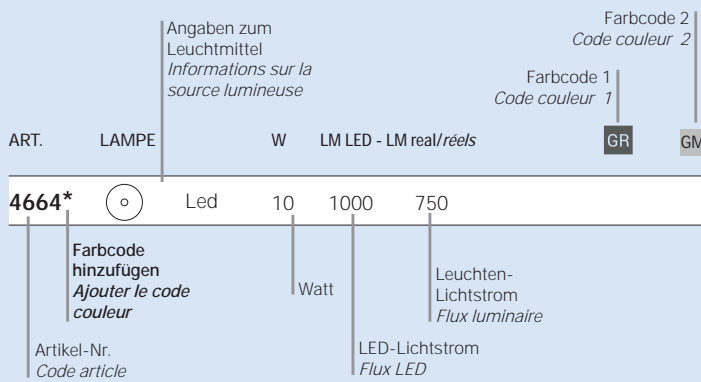 Farbcode 2
Code couleur 2
Angaben zum
Leuchtmittel
Informations sur la
source lumineuse
Farbcode 1
Code couleur 1
ART. LAMPE W LM LED - LM real/réels GR GM
4664* Led 10 1000 750
Farbcode
hinzufügen
Ajouter le code
couleur
Watt
Leuchten-
Lichtstrom
Flux luminaire
Artikel-Nr.
Code article
LED-Lichtstrom
Flux LED